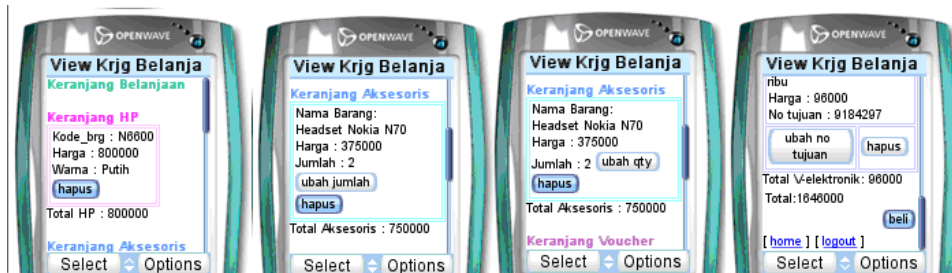 OPENWAVE
View Krjg Belanja
Keranjang Belanjaan
Keranjang HP
Kode_brg : N6600
Harga : 800000
Warna : Putih
hapus
Total HP : 800000
Keranjang Aksesoris
Select Options
OPENWAVE
View Krjg Belanja
Keranjang Aksesoris
Nama Barang:
Headset Nokia N70
Harga : 375000
Jumlah : 2
ubah jumlah
hapus
Total Aksesoris : 750000
Select Options
OPENWAVE
View Krjg Belanja
Keranjang Aksesoris
Nama Barang:
Headset Nokia N70
Harga : 375000
Jumlah : 2 ubah qty
hapus
Total Aksesoris : 750000
Keranjang Voucher
Select Options
OPENWAVE
View Krjg Belanja
ribu
Harga : 96000
No tujuan : 9184297
ubah no
tujuan
hapus
Total V-elektronik: 96000
Total:1646000
beli
[ home ] [ logout ]
Select Options